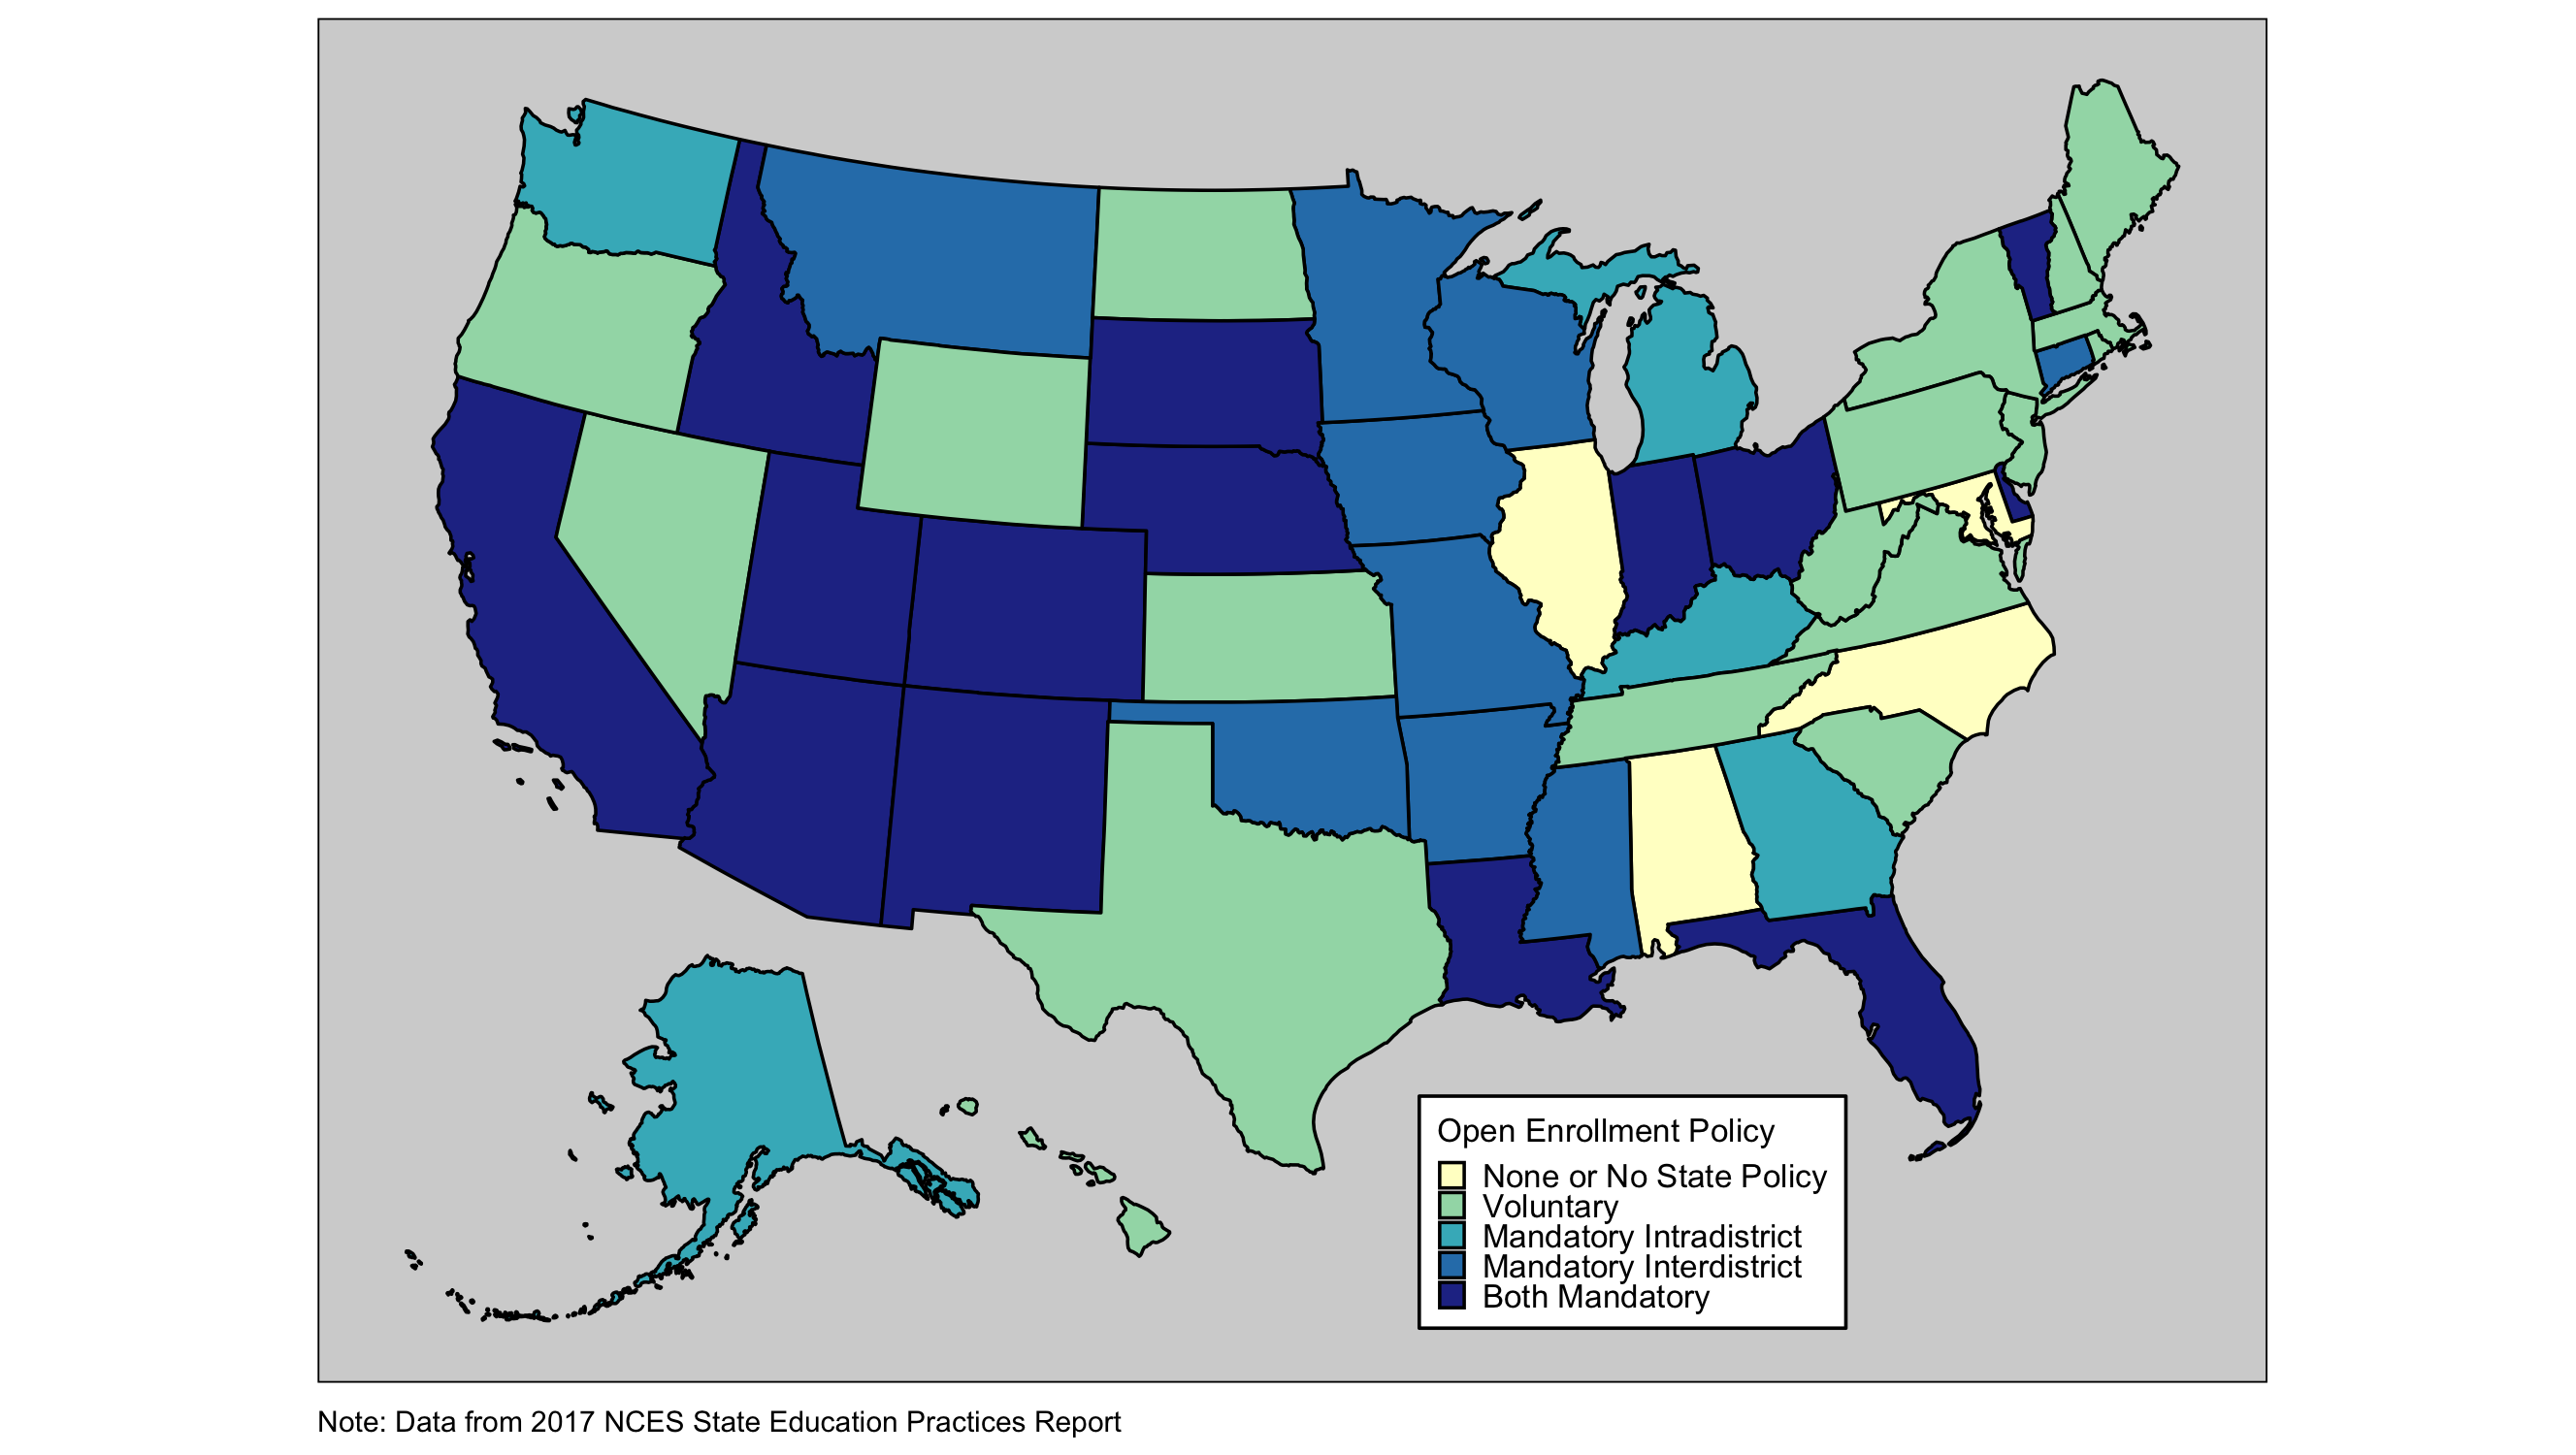 Open Enrollment Policy
None or No State Policy
Voluntary
Mandatory Intradistrict
Mandatory Interdistrict
Both Mandatory
Note: Data from 2017 NCES State Education Practices Report